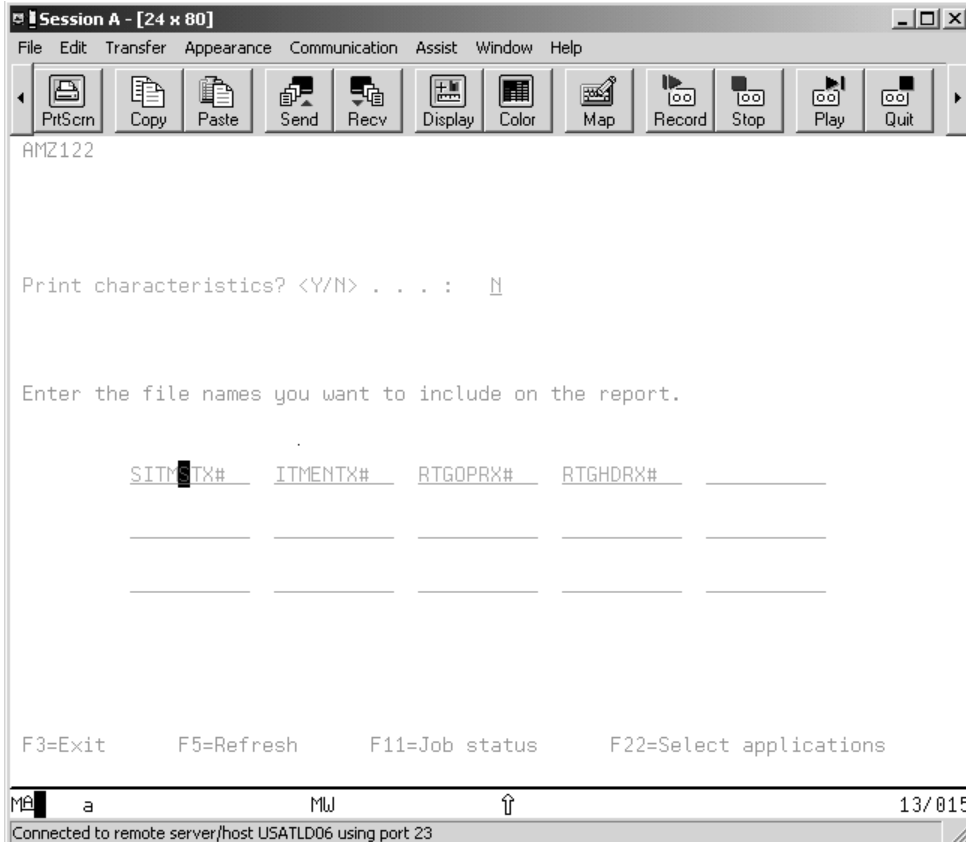 Session A - [24 x 80]
File Edit Transfer Appearance Communication Assist Window Help
PrtScrn Copy Paste Send Recv Display Color Map Record Stop Play Quit
AMZ122
Print characteristics? <Y/N> . . . : N
Enter the file names you want to include on the report.
SITMSTX# ITMENTX# RTGOPRX# RTGHDRX#
F3=Exit F5=Refresh F11=Job status F22=Select applications
MA a MW 13/015
Connected to remote server/host USATLD06 using port 23